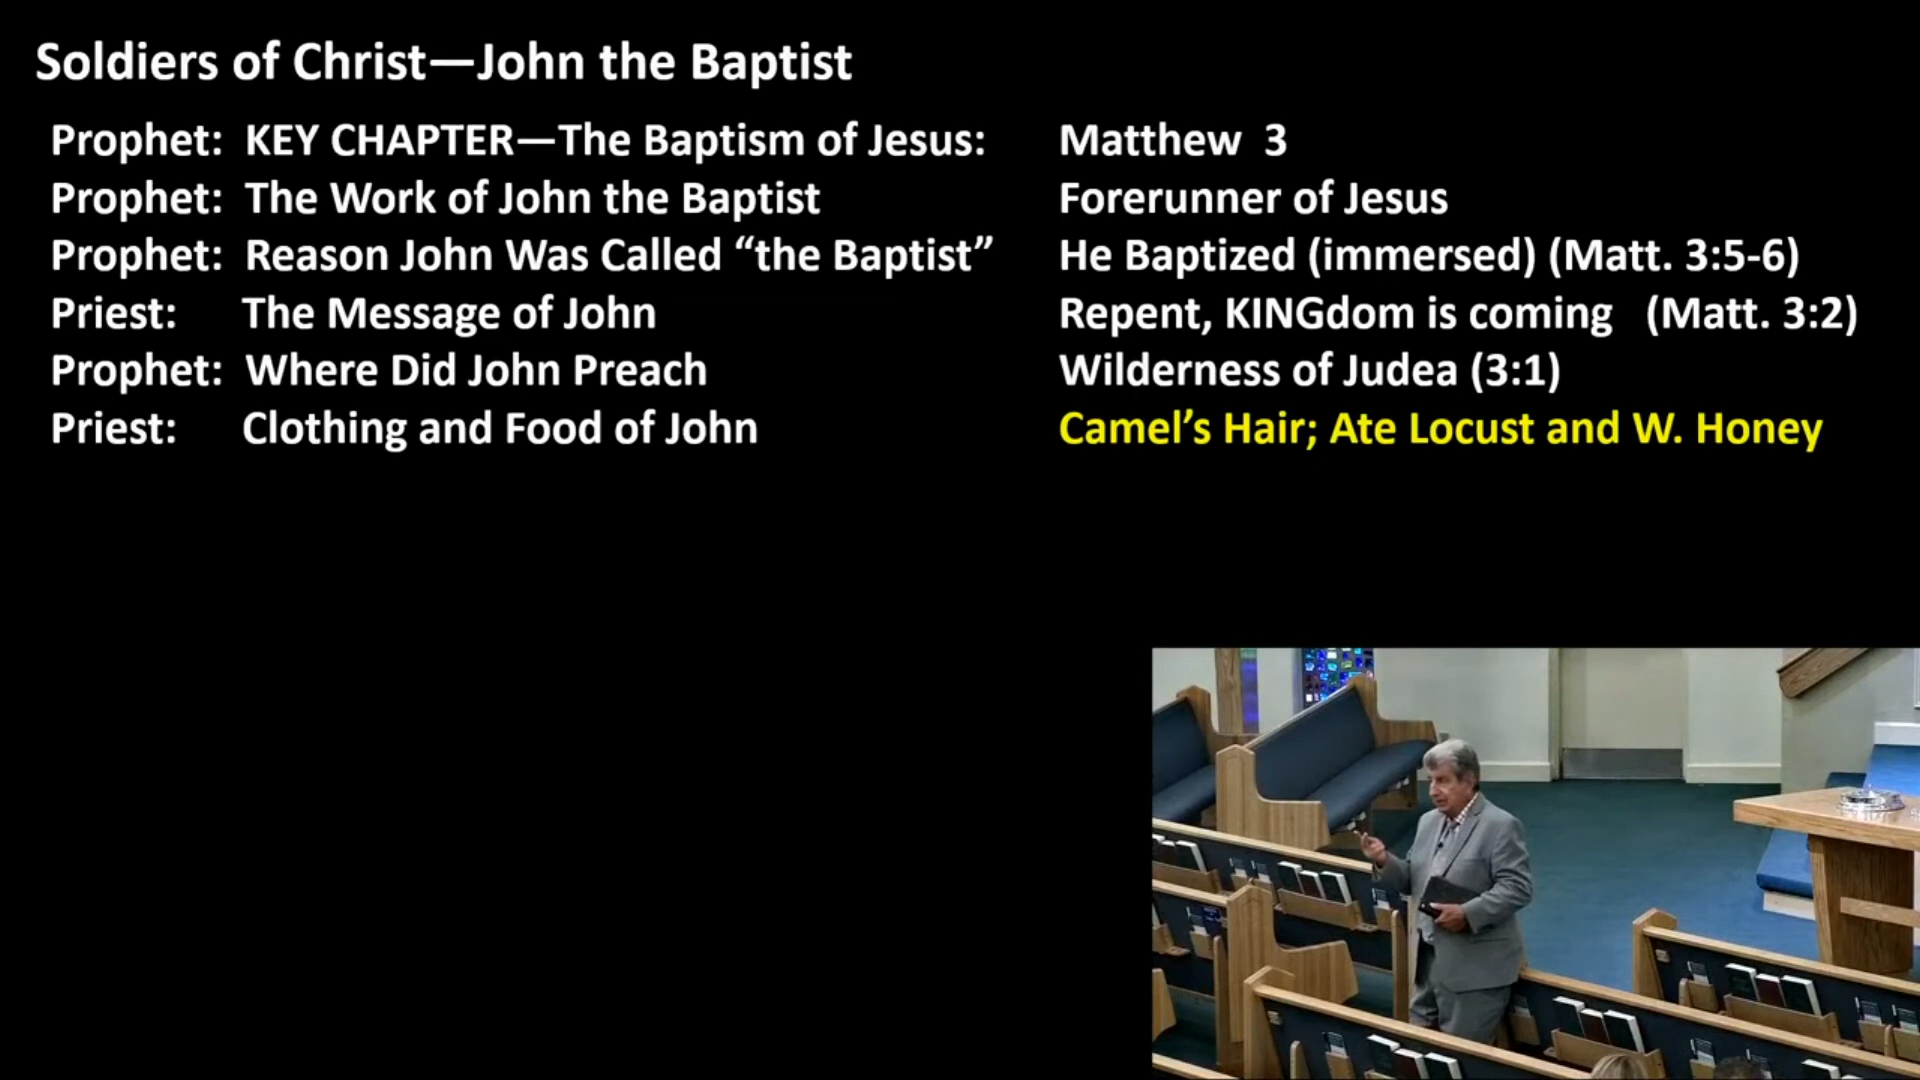 Soldiers of Christ—John the Baptist
Prophet: KEY CHAPTER—The Baptism of Jesus: Matthew 3
Prophet: The Work of John the Baptist Forerunner of Jesus
Prophet: Reason John Was Called “the Baptist” He Baptized (immersed) (Matt. 3:5-6)
Priest: The Message of John Repent, KINGdom is coming (Matt. 3:2)
Prophet: Where Did John Preach Wilderness of Judea (3:1)
Priest: Clothing and Food of John Camel’s Hair; Ate Locust and W. Honey